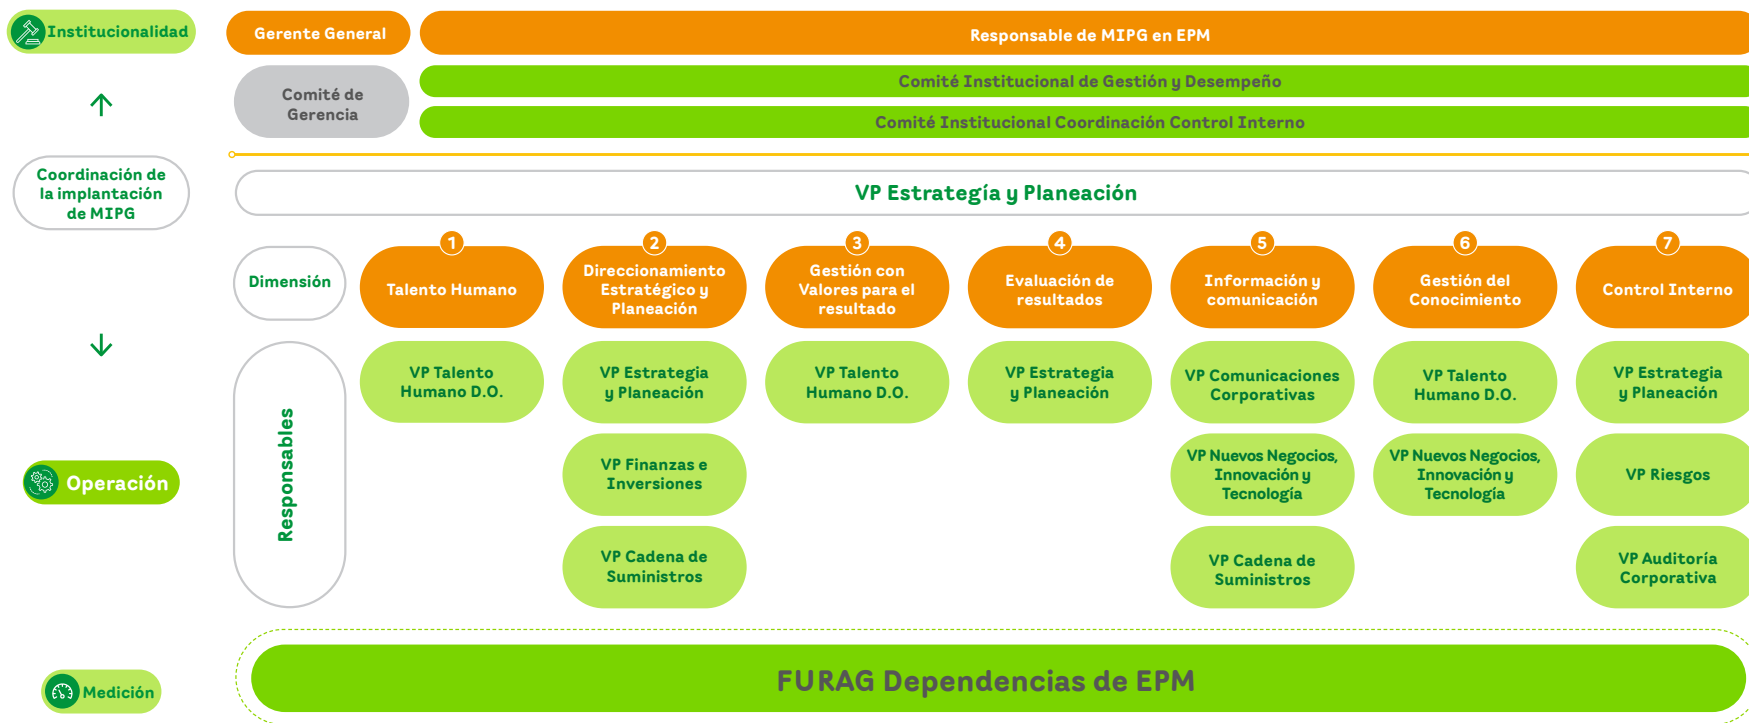 Institucionalidad
Gerente General
Responsable de MIPG en EPM
Comité de
Gerencia
Comité Institucional de Gestión y Desempeño
Comité Institucional Coordinación Control Interno
Coordinación de
la implantación
de MIPG
VP Estrategía y Planeación
Dimensión
1
Talento Humano
2
Direccionamiento
Estratégico y
Planeación
3
Gestión con
Valores para el
resultado
4
Evaluación de
resultados
5
Información y
comunicación
6
Gestión del
Conocimiento
7
Control Interno
Operación
Responsables
VP Talento
Humano D.O.
VP Estrategia
y Planeación
VP Talento
Humano D.O.
VP Estrategia
y Planeación
VP Comunicaciones
Corporativas
VP Talento
Humano D.O.
VP Estrategia
y Planeación
VP Finanzas e
Inversiones
VP Nuevos Negocios,
Innovación y
Tecnología
VP Nuevos Negocios,
Innovación y
Tecnología
VP Riesgos
VP Cadena de
Suministros
VP Cadena de
Suministros
VP Auditoría
Corporativa
Medición
FURAG Dependencias de EPM